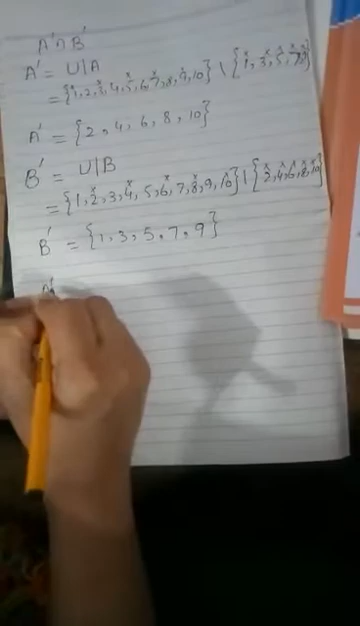 A' ∩ B'
A' = U \ A
= {1, 2, 3, 4, 5, 6, 7, 8, 9, 10} \ {1, 3, 5, 7, 9}
A' = {2, 4, 6, 8, 10}
B' = U | B
= {1, 2, 3, 4, 5, 6, 7, 8, 9, 10} | {2, 4, 6, 8, 10}
B' = {1, 3, 5, 7, 9}
A'